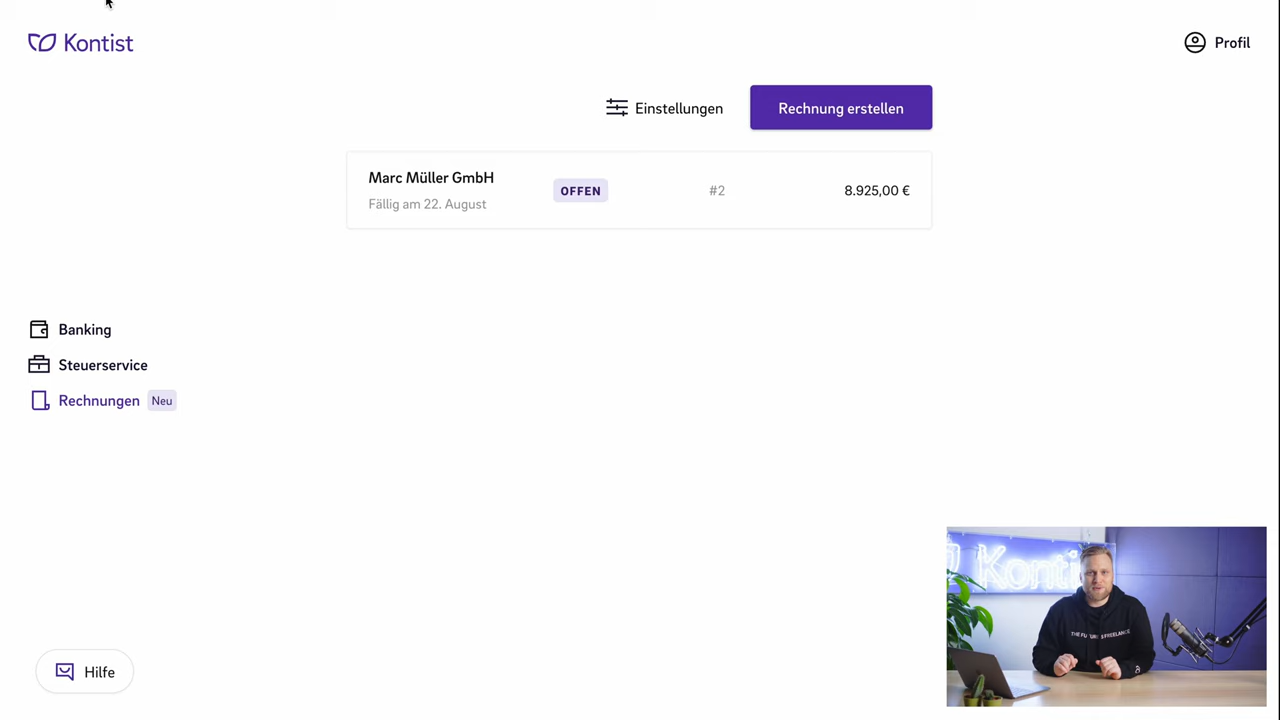 Kontist
Profil
Einstellungen
Rechnung erstellen
Marc Müller GmbH
Fällig am 22. August
OFFEN
#2
8.925,00 €
Banking
Steuerservice
Rechnungen Neu
Hilfe
Konti